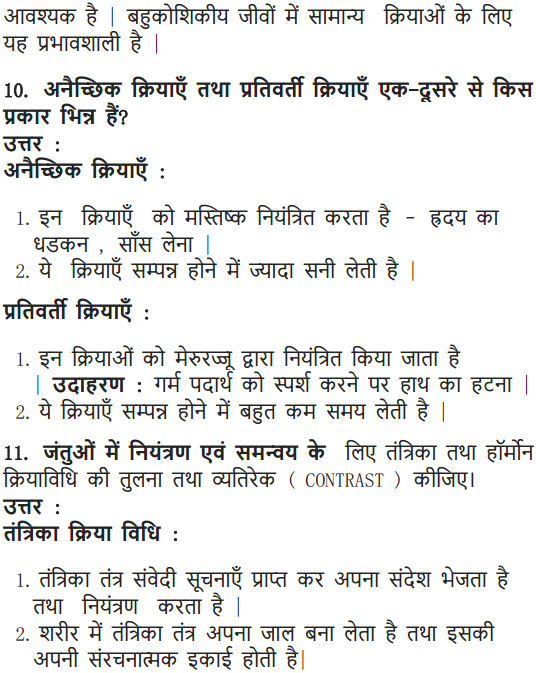 आवश्यक है | बहुकोशिकीय जीवों में सामान्य क्रियाओं के लिए
यह प्रभावशाली है |
10. अनैच्छिक क्रियाएँ तथा प्रतिवर्ती क्रियाएँ एक-दूसरे से किस
प्रकार भिन्न हैं?
उत्तर :
अनैच्छिक क्रियाएँ :
1. इन क्रियाएँ को मस्तिष्क नियंत्रित करता है - ह्रदय का
धडकन , साँस लेना |
2. ये क्रियाएँ सम्पन्न होने में ज्यादा सनी लेती है |
प्रतिवर्ती क्रियाएँ :
1. इन क्रियाओं को मेरुरज्जू द्वारा नियंत्रित किया जाता है
| उदाहरण : गर्म पदार्थ को स्पर्श करने पर हाथ का हटना |
2. ये क्रियाएँ सम्पन्न होने में बहुत कम समय लेती है |
11. जंतुओं में नियंत्रण एवं समन्वय के लिए तंत्रिका तथा हॉर्मोन
क्रियाविधि की तुलना तथा व्यतिरेक ( CONTRAST ) कीजिए।
उत्तर :
तंत्रिका क्रिया विधि :
1. तंत्रिका तंत्र संवेदी सूचनाएँ प्राप्त कर अपना संदेश भेजता है
तथा नियंत्रण करता है |
2. शरीर में तंत्रिका तंत्र अपना जाल बना लेता है तथा इसकी
अपनी संरचनात्मक इकाई होती है|